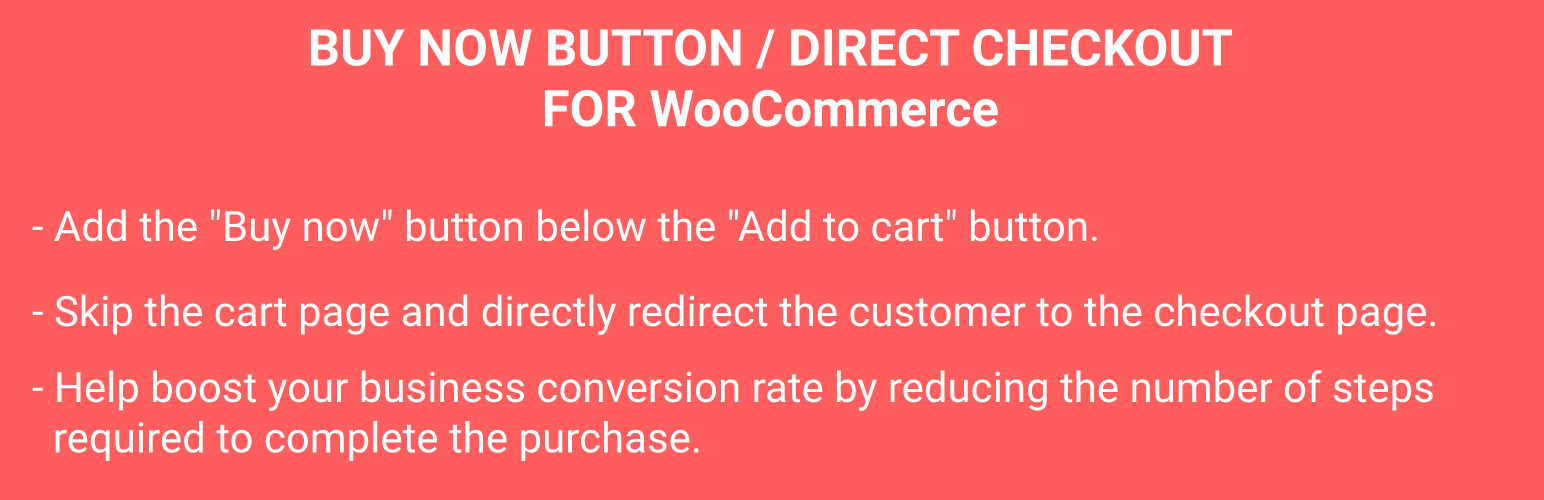 BUY NOW BUTTON / DIRECT CHECKOUT
FOR WooCommerce
- Add the "Buy now" button below the "Add to cart" button.
- Skip the cart page and directly redirect the customer to the checkout page.
- Help boost your business conversion rate by reducing the number of steps
required to complete the purchase.